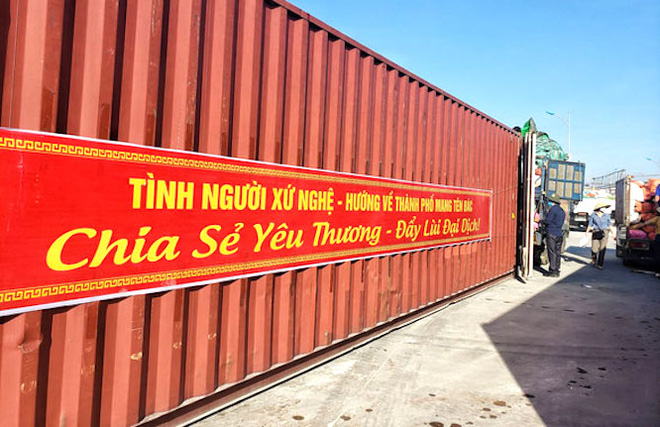 TÌNH NGƯỜI XỨ NGHỆ - HƯỚNG VỀ THÀNH PHỐ MANG TÊN BÁC
Chia Sẻ Yêu Thương - Đẩy Lùi Đại Dịch!